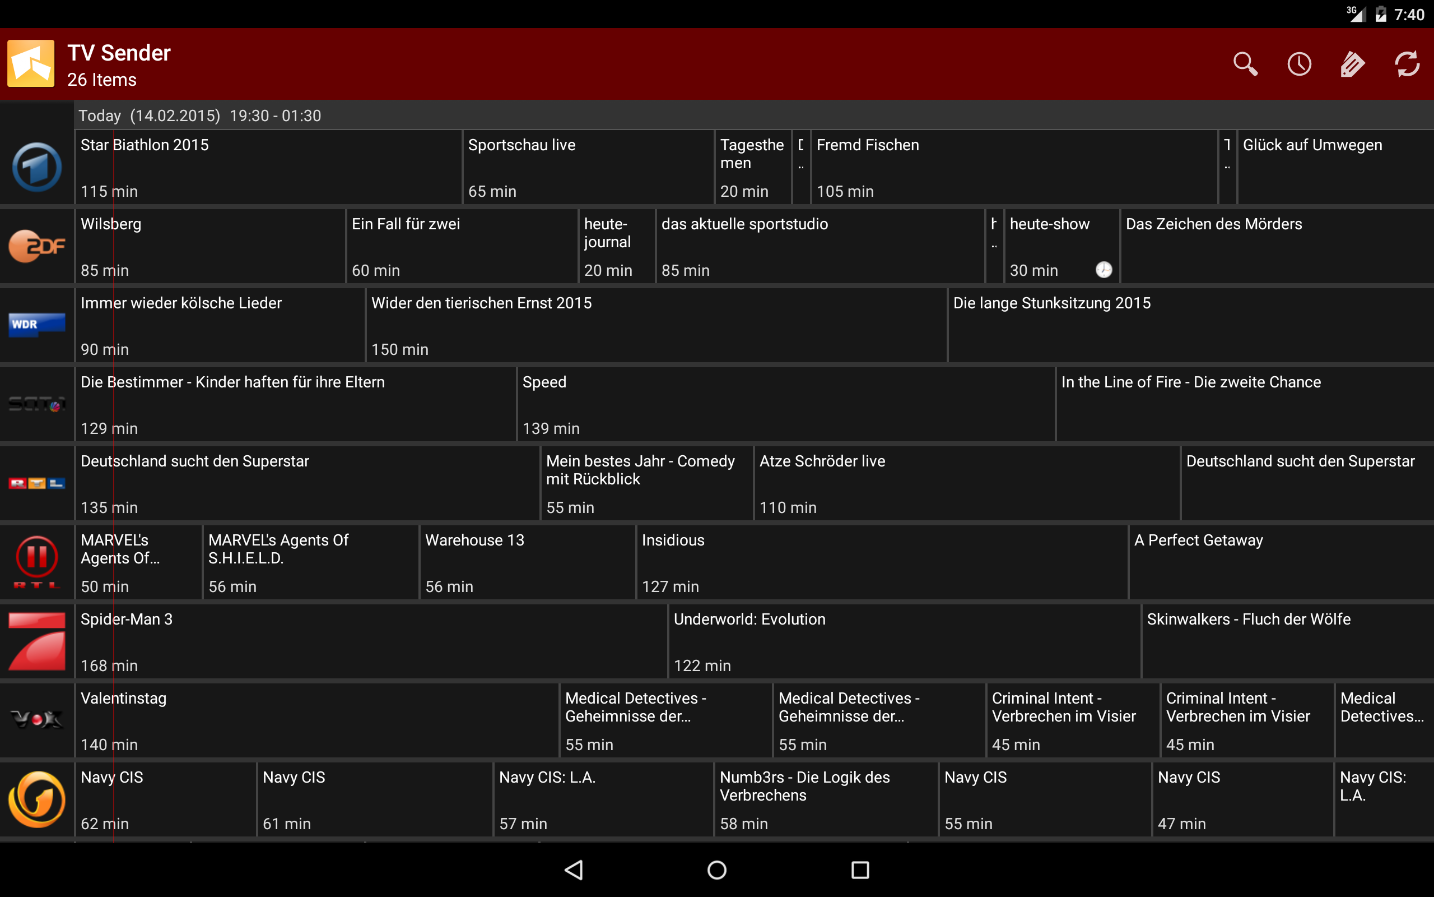 3G 7:40
TV Sender
26 Items
Today (14.02.2015) 19:30 - 01:30
Star Biathlon 2015
115 min
Sportschau live
65 min
Tagesthe
men
20 min
..
Fremd Fischen
105 min
..
Glück auf Umwegen
ZDF
Wilsberg
85 min
Ein Fall für zwei
60 min
heute-
journal
20 min
das aktuelle sportstudio
85 min
..
heute-show
30 min
Das Zeichen des Mörders
WDR
Immer wieder kölsche Lieder
90 min
Wider den tierischen Ernst 2015
150 min
Die lange Stunksitzung 2015
SAT.1
Die Bestimmer - Kinder haften für ihre Eltern
129 min
Speed
139 min
In the Line of Fire - Die zweite Chance
RTL
Deutschland sucht den Superstar
135 min
Mein bestes Jahr - Comedy
mit Rückblick
55 min
Atze Schröder live
110 min
Deutschland sucht den Superstar
RTL
MARVEL's
Agents Of...
50 min
MARVEL's Agents Of
S.H.I.E.L.D.
56 min
Warehouse 13
56 min
Insidious
127 min
A Perfect Getaway
Spider-Man 3
168 min
Underworld: Evolution
122 min
Skinwalkers - Fluch der Wölfe
VOX
Valentinstag
140 min
Medical Detectives -
Geheimnisse der...
55 min
Medical Detectives -
Geheimnisse der...
55 min
Criminal Intent -
Verbrechen im Visier
45 min
Criminal Intent -
Verbrechen im Visier
45 min
Medical
Detectives...
Navy CIS
62 min
Navy CIS
61 min
Navy CIS: L.A.
57 min
Numb3rs - Die Logik des
Verbrechens
58 min
Navy CIS
55 min
Navy CIS
47 min
Navy CIS:
L.A.